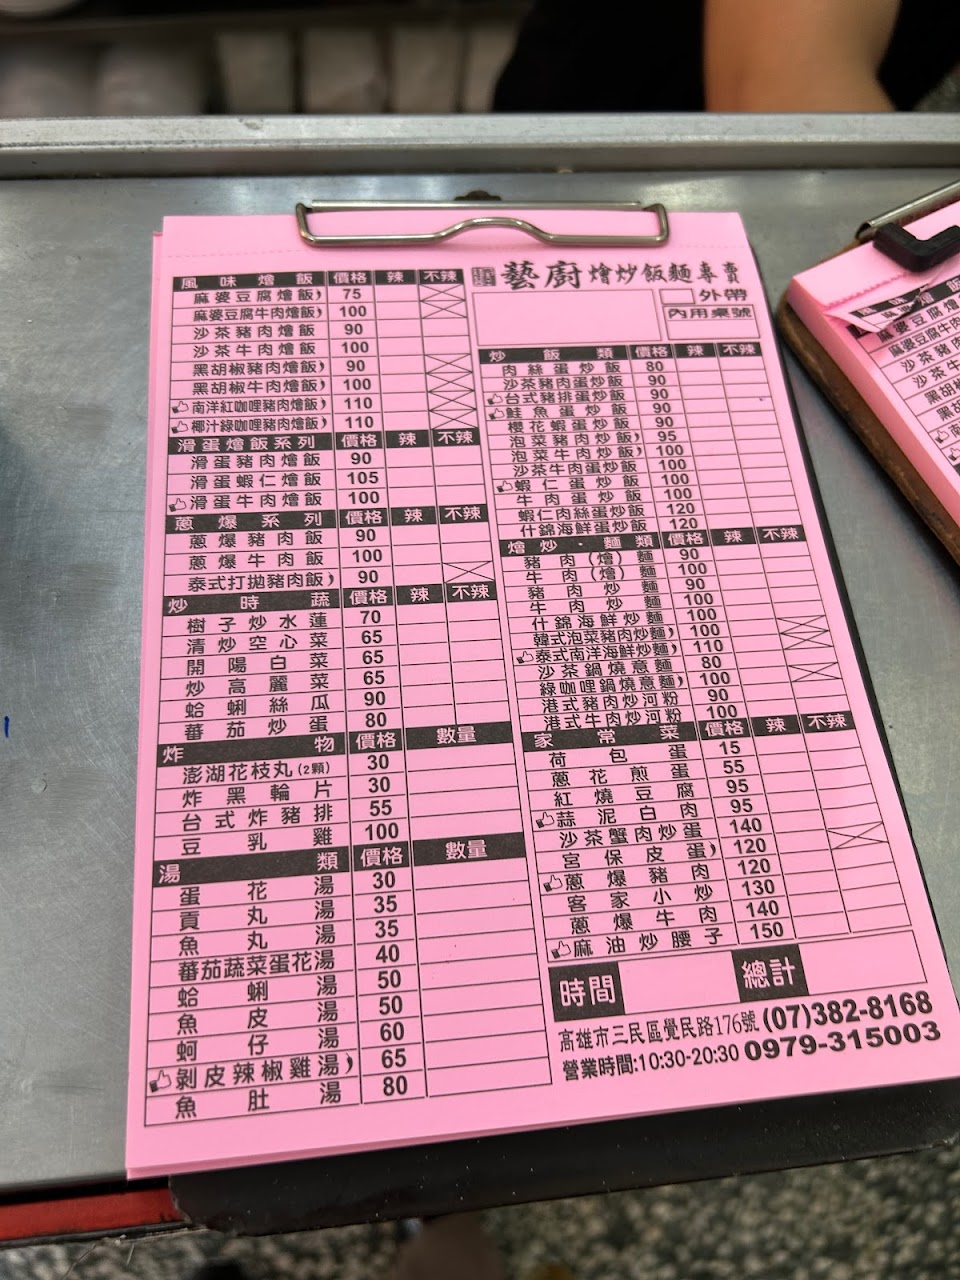 風味燴飯 價格 辣 不辣
麻婆豆腐燴飯 75
麻婆豆腐牛肉燴飯 100
沙茶豬肉燴飯 90
沙茶牛肉燴飯 100
黑胡椒豬肉燴飯 90
黑胡椒牛肉燴飯 100
南洋紅咖哩豬肉燴飯 110
椰汁綠咖哩豬肉燴飯 110
滑蛋燴飯系列 價格 辣 不辣
滑蛋豬肉燴飯 90
滑蛋蝦仁燴飯 105
滑蛋牛肉燴飯 100
蔥爆系列 價格 辣 不辣
蔥爆豬肉飯 90
蔥爆牛肉飯 100
泰式打拋豬肉飯 90
炒時蔬 價格 辣 不辣
樹子炒水蓮 70
清炒空心菜 65
開陽白菜 65
炒高麗菜 65
蛤蜊絲瓜 90
番茄炒蛋 80
炸物 價格 數量
澎湖花枝丸(2顆) 30
炸黑輪片 30
台式炸豬排 55
豆乳雞 100
湯類 價格 數量
蛋花湯 30
貢丸湯 35
魚丸湯 35
蕃茄蔬菜蛋花湯 40
蛤蜊湯 50
魚皮湯 50
蚵仔湯 60
剝皮辣椒雞湯 65
魚肚湯 80
藝廚 燴炒飯麵專賣
外帶
內用桌號
炒飯類 價格 辣 不辣
肉絲蛋炒飯 80
沙茶豬肉蛋炒飯 90
台式豬排蛋炒飯 90
鮭魚蛋炒飯 90
櫻花蝦蛋炒飯 90
泡菜豬肉炒飯 95
泡菜牛肉炒飯 100
沙茶牛肉蛋炒飯 100
蝦仁蛋炒飯 100
牛肉蛋炒飯 100
蝦仁肉絲蛋炒飯 120
什錦海鮮蛋炒飯 120
燴炒‧麵類 價格 辣 不辣
豬肉(燴)麵 90
牛肉(燴)麵 100
豬肉炒麵 90
牛肉炒麵 100
什錦海鮮炒麵 100
韓式泡菜豬肉炒麵 100
泰式南洋海鮮炒麵 110
沙茶鍋燒意麵 80
綠咖哩鍋燒意麵 100
港式豬肉炒河粉 90
港式牛肉炒河粉 100
家常菜 價格 辣 不辣
荷包蛋 15
蔥花煎蛋 55
紅燒豆腐 95
蒜泥白肉 95
沙茶蟹肉炒蛋 140
宮保皮蛋 120
蔥爆豬肉 120
客家小炒 130
蔥爆牛肉 140
麻油炒腰子 150
時間 總計
高雄市三民區覺民路176號 (07)382-8168
營業時間:10:30-20:30 0979-315003